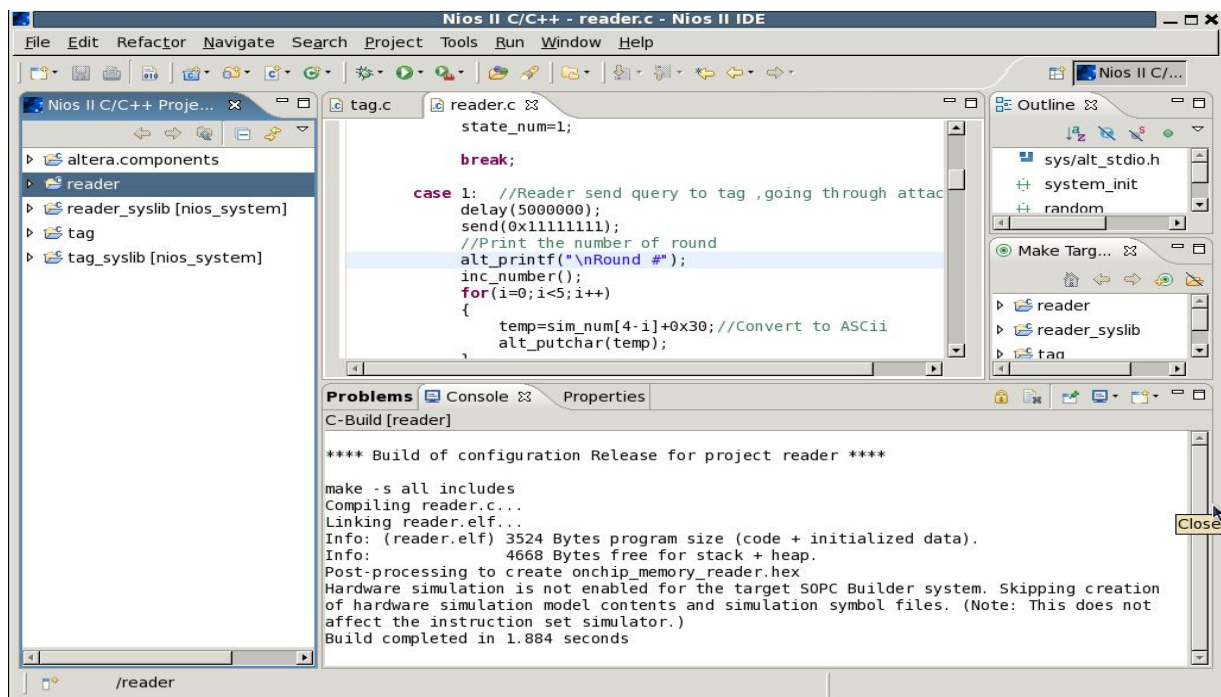 Nios II C/C++ - reader.c - Nios II IDE
File Edit Refactor Navigate Search Project Tools Run Window Help
Nios II C/...
Nios II C/C++ Proje...
altera.components
reader
reader_syslib [nios_system]
tag
tag_syslib [nios_system]
tag.c reader.c
state_num=1;
break;
case 1: //Reader send query to tag ,going through attac
delay(5000000);
send(0x11111111);
//Print the number of round
alt_printf("\nRound #");
inc_number();
for(i=0;i<5;i++)
{
temp=sim_num[4-i]+0x30;//Convert to ASCii
alt_putchar(temp);
Outline
sys/alt_stdio.h
system_init
random
Make Targ...
reader
reader_syslib
tag
Problems Console Properties
C-Build [reader]
**** Build of configuration Release for project reader ****
make -s all includes
Compiling reader.c...
Linking reader.elf...
Info: (reader.elf) 3524 Bytes program size (code + initialized data).
Info: 4668 Bytes free for stack + heap.
Post-processing to create onchip_memory_reader.hex
Hardware simulation is not enabled for the target SOPC Builder system. Skipping creation
of hardware simulation model contents and simulation symbol files. (Note: This does not
affect the instruction set simulator.)
Build completed in 1.884 seconds
Close
/reader